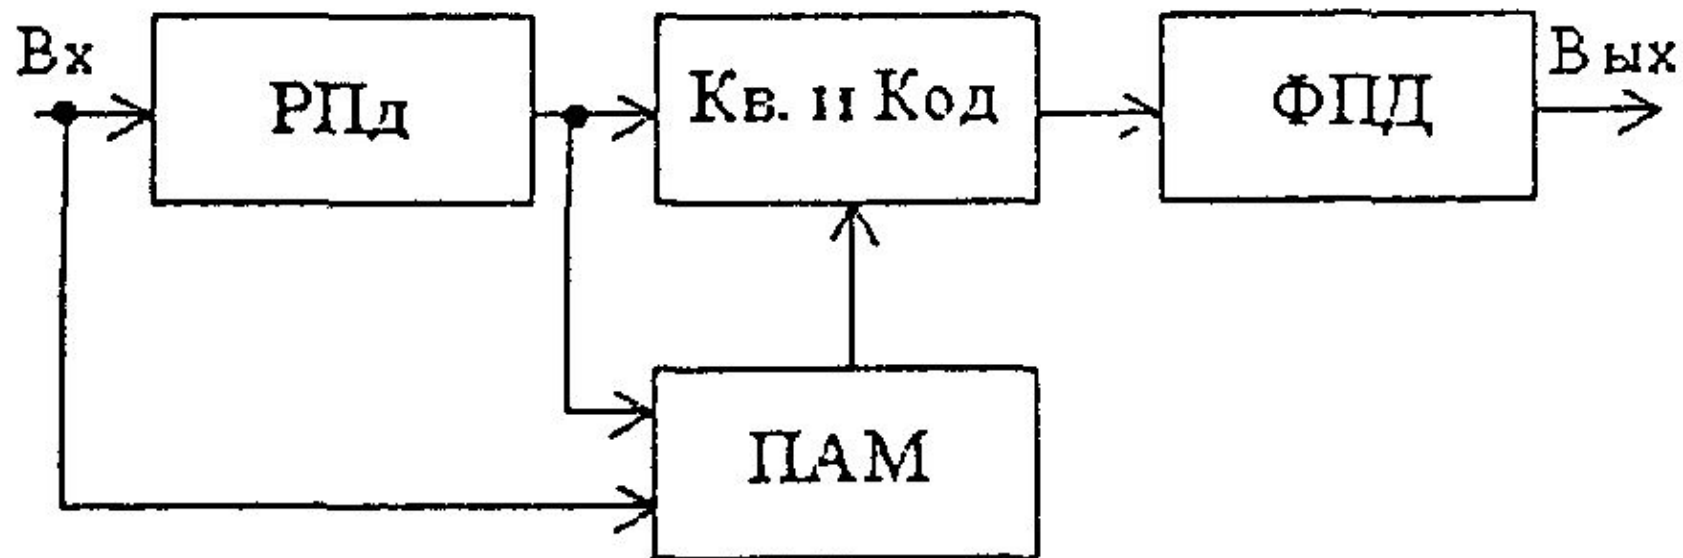 Вх
РПд
Кв. и Код
ФПД
Вых
ПАМ